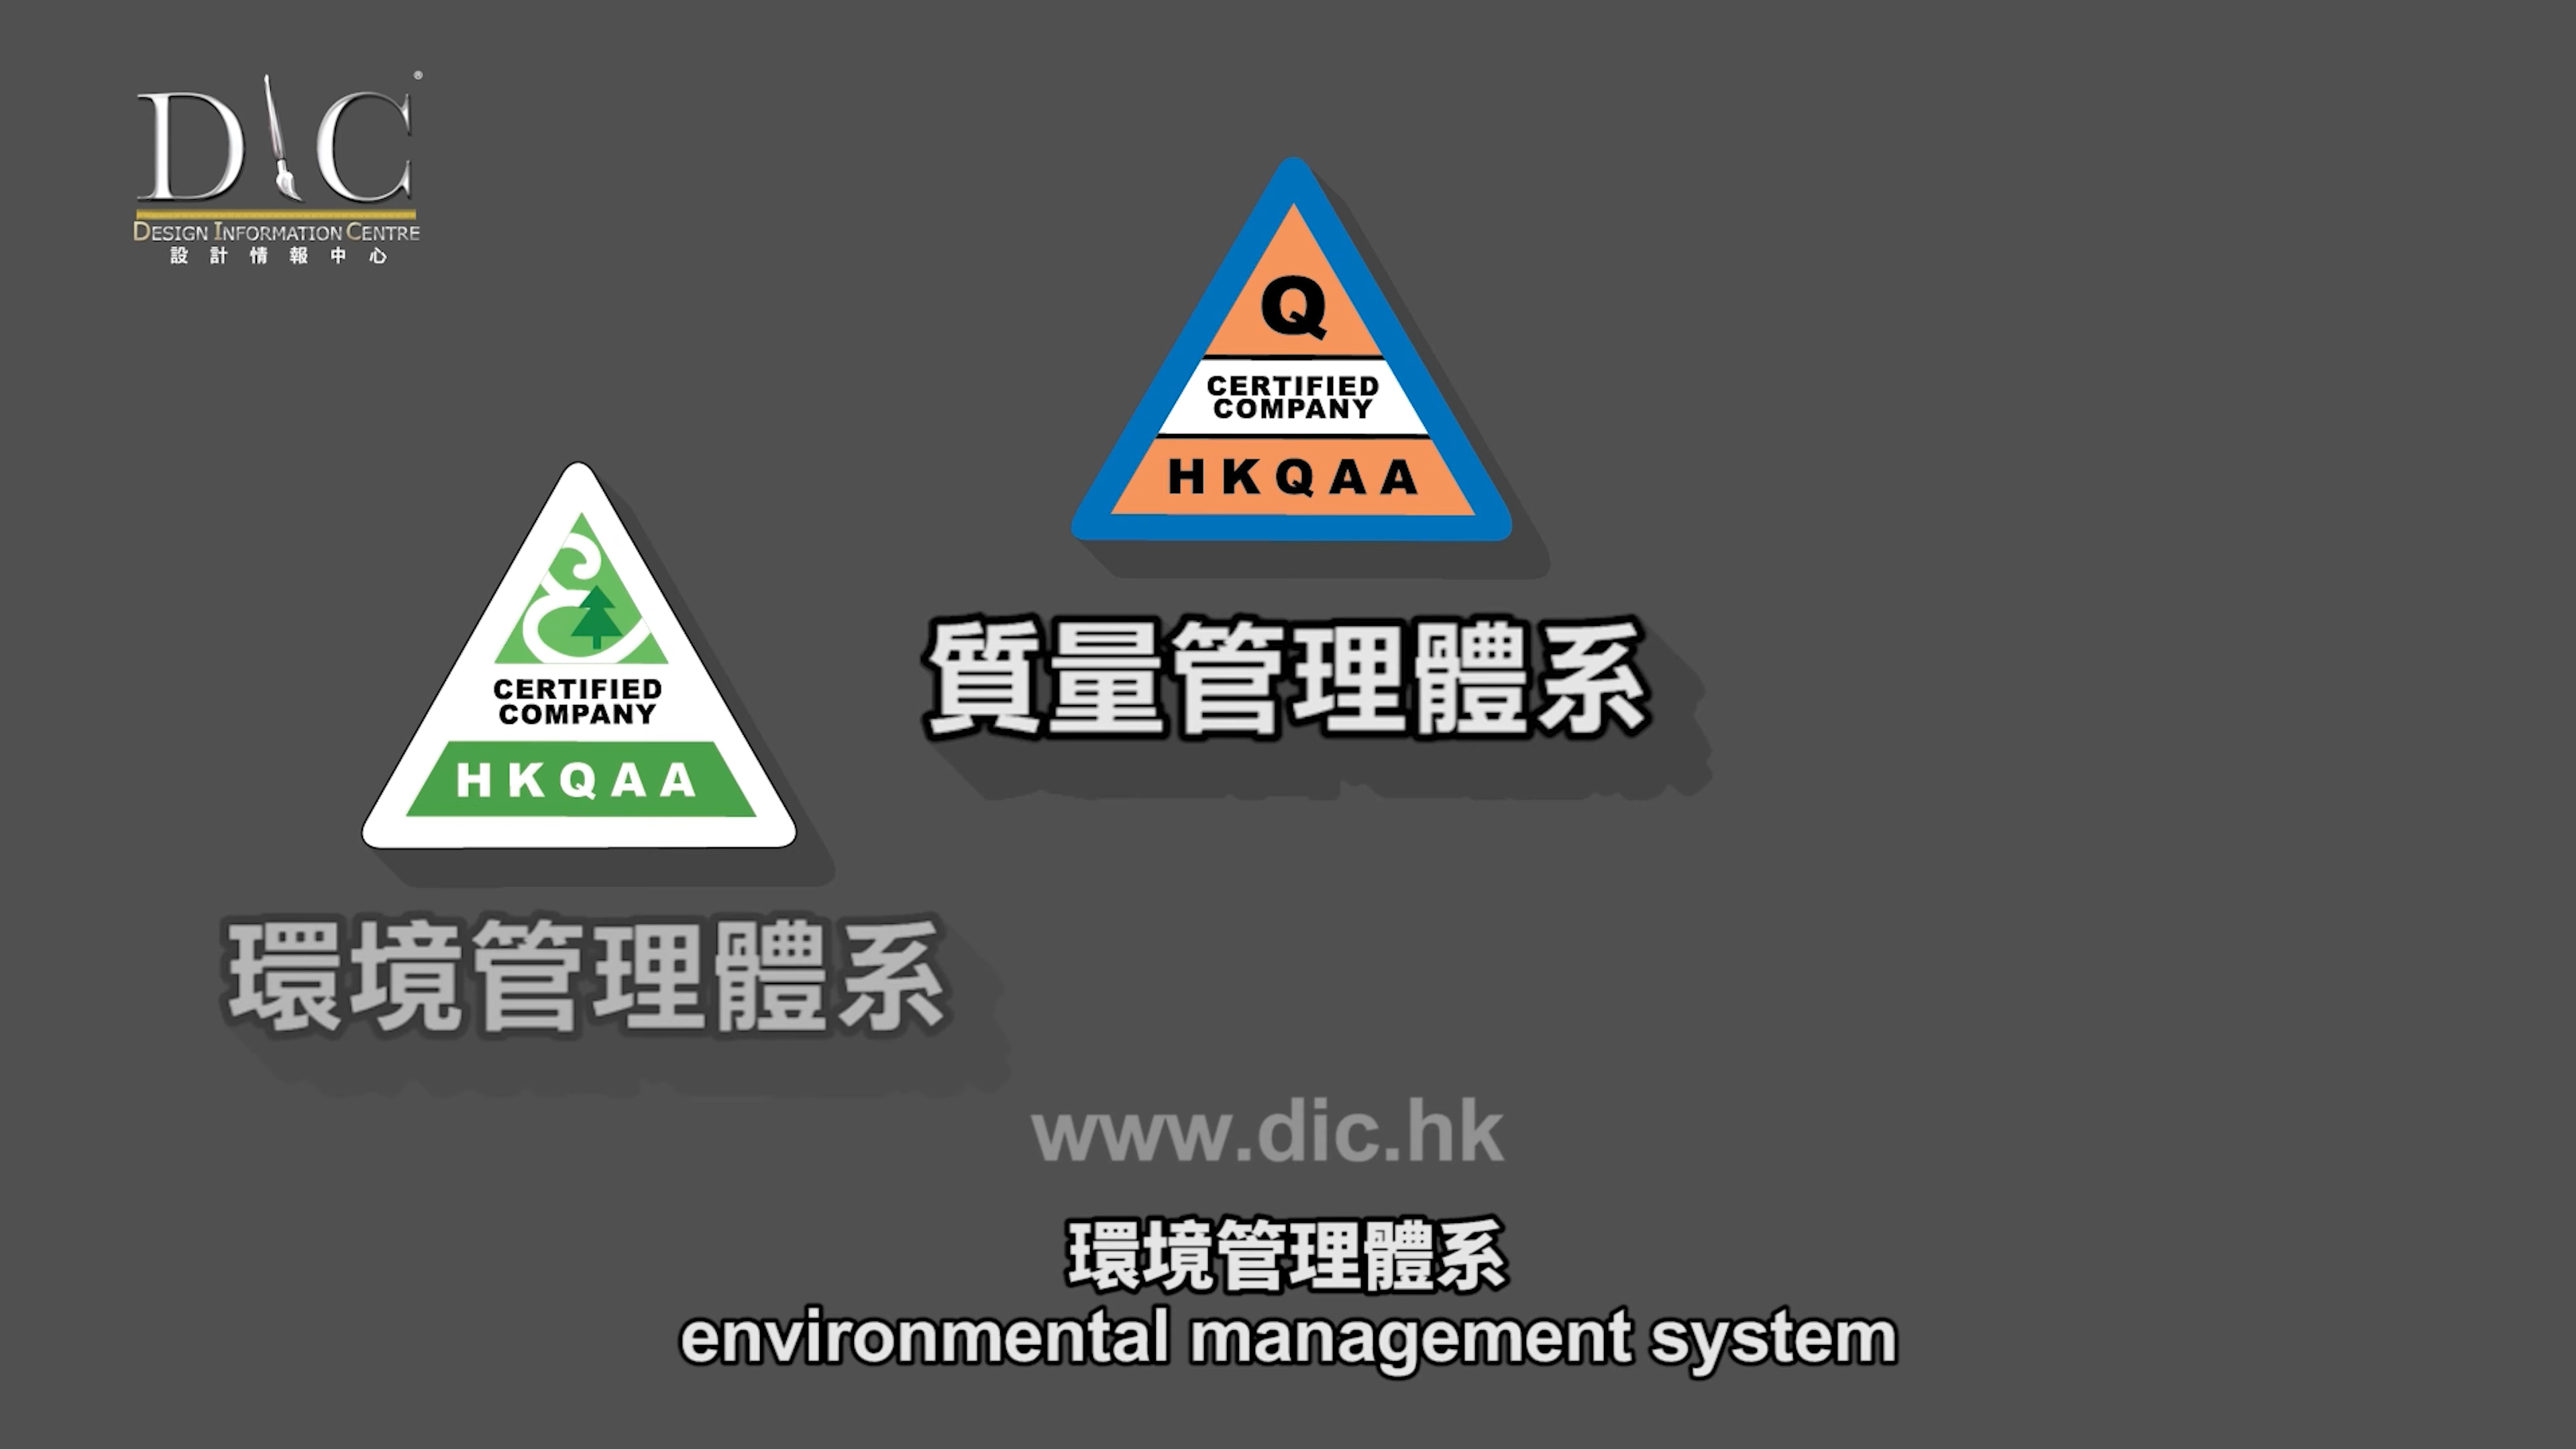 DIC®
DESIGN INFORMATION CENTRE
設計情報中心
Q
CERTIFIED
COMPANY
HKQAA
質量管理體系
CERTIFIED
COMPANY
HKQAA
環境管理體系
www.dic.hk
環境管理體系
environmental management system